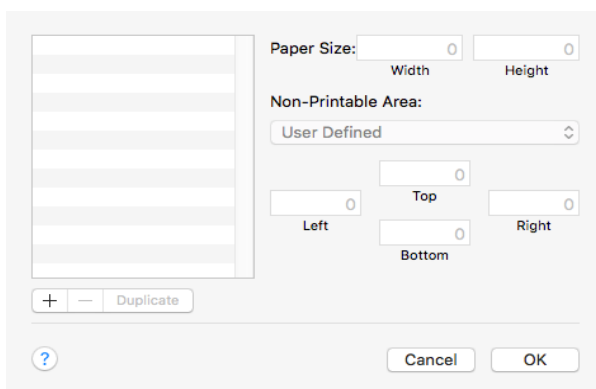 Paper Size: 0 0
Width Height
Non-Printable Area:
User Defined
0
Top
0 0
Left Right
0
Bottom
+ − Duplicate
? Cancel OK